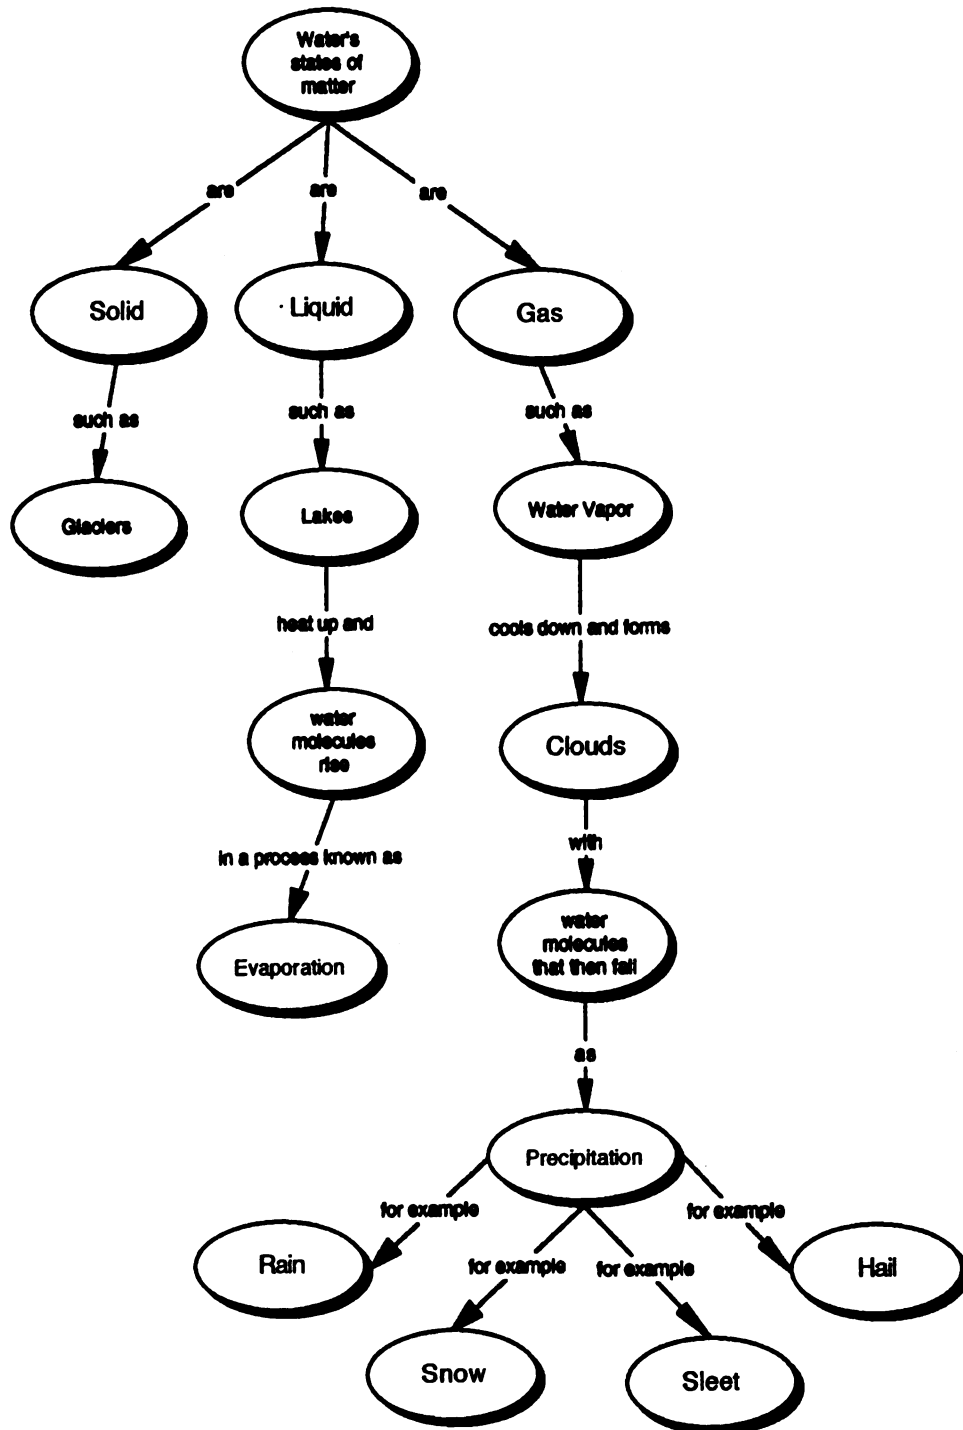 Water's
states of
matter
are
are
are
Solid
Liquid
Gas
such as
such as
such as
Glaciers
Lakes
Water Vapor
heat up and
cools down and forms
water
molecules
rise
Clouds
in a process known as
with
Evaporation
water
molecules
that then fall
as
Precipitation
for example
for example
for example
for example
Rain
Hail
Snow
Sleet